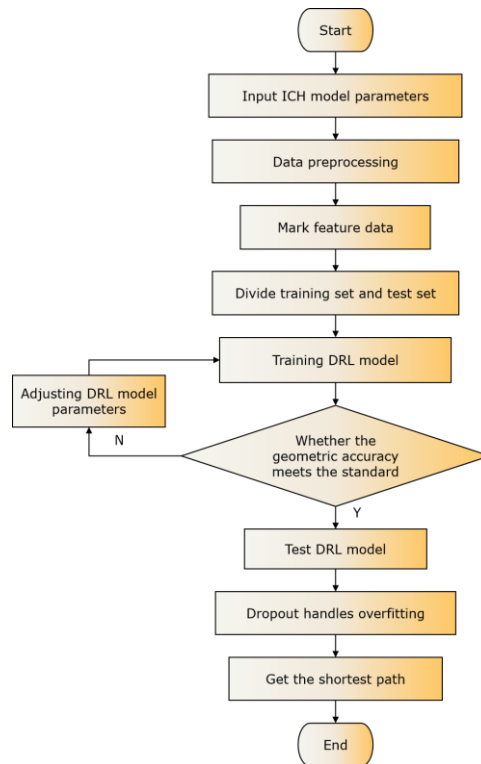 Start
Input ICH model parameters
Data preprocessing
Mark feature data
Divide training set and test set
Training DRL model
Adjusting DRL model
parameters
N
Whether the
geometric accuracy
meets the standard
Y
Test DRL model
Dropout handles overfitting
Get the shortest path
End